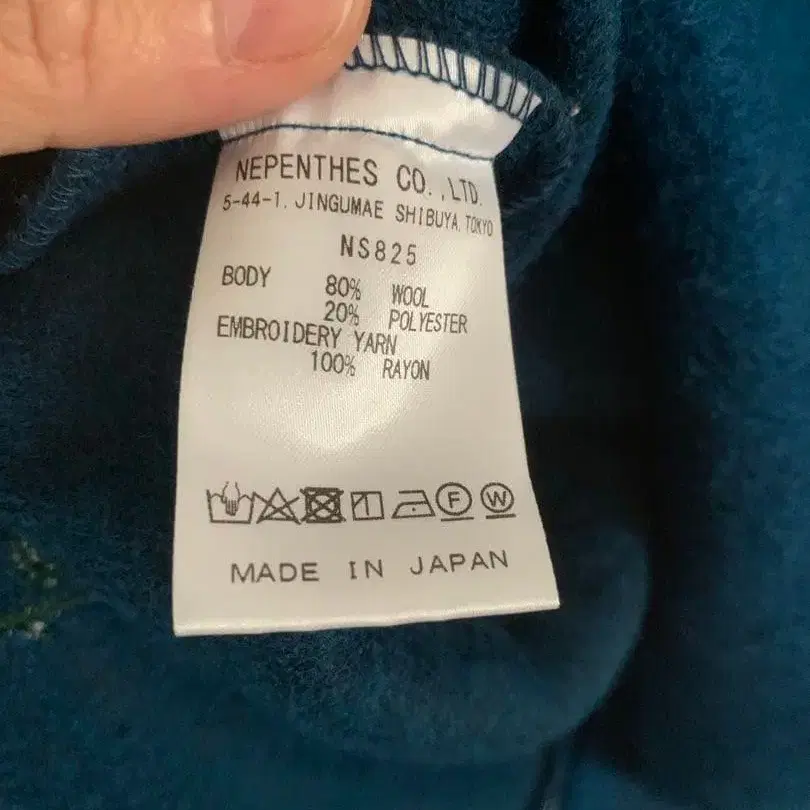 NEPENTHES CO.,LTD.
5-44-1, JINGUMAE SHIBUYA, TOKYO
NS825
BODY 80% WOOL
20% POLYESTER
EMBROIDERY YARN
100% RAYON
F W
MADE IN JAPAN